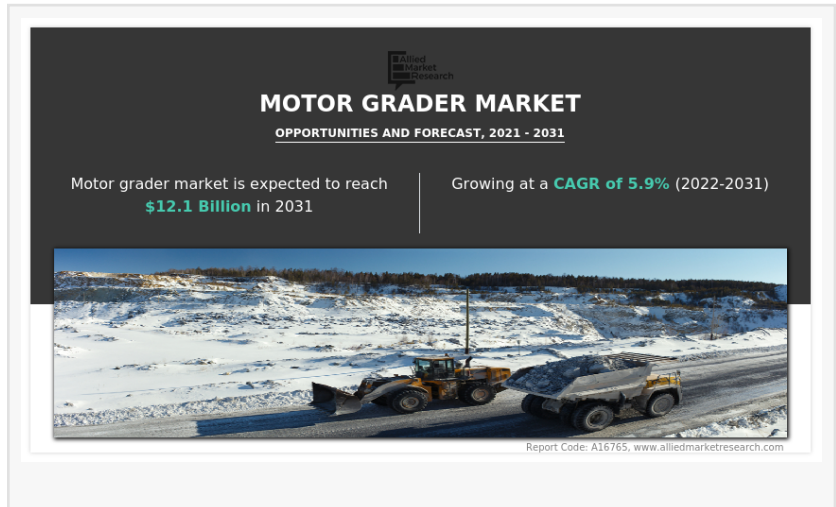 Allied
Market
Research
MOTOR GRADER MARKET
OPPORTUNITIES AND FORECAST, 2021 - 2031
Motor grader market is expected to reach
$12.1 Billion in 2031
Growing at a CAGR of 5.9% (2022-2031)
Report Code: A16765, www.alliedmarketresearch.com